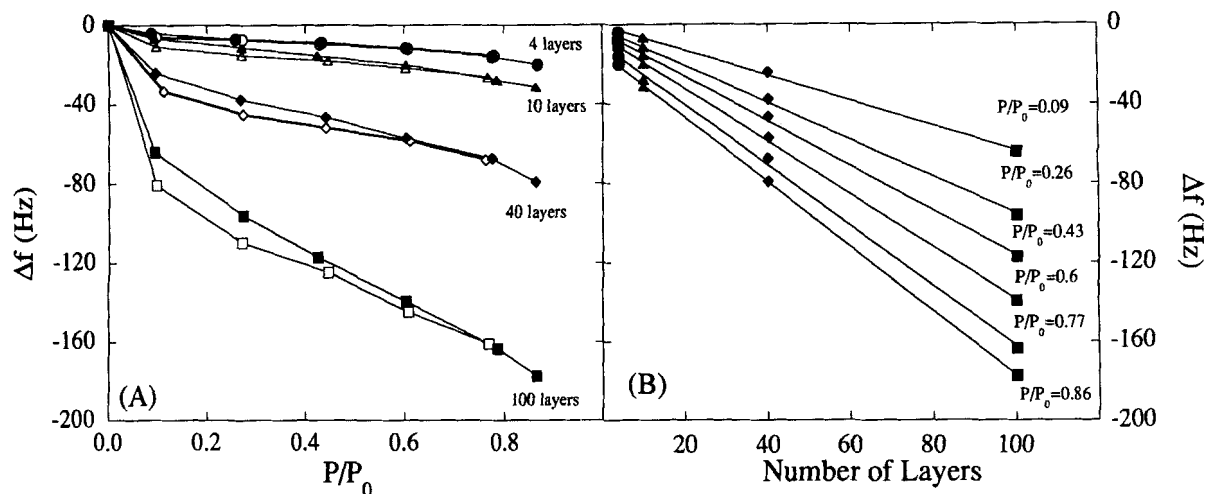 0
-40
-80
-120
-160
-200
Δf (Hz)
0.0
0.2
0.4
0.6
0.8
P/P₀
(A)
4 layers
10 layers
40 layers
100 layers
(B)
P/P₀=0.09
P/P₀=0.26
P/P₀=0.43
P/P₀=0.6
P/P₀=0.77
P/P₀=0.86
20
40
60
80
100
Number of Layers
0
-40
-80
-120
-160
-200
Δf (Hz)